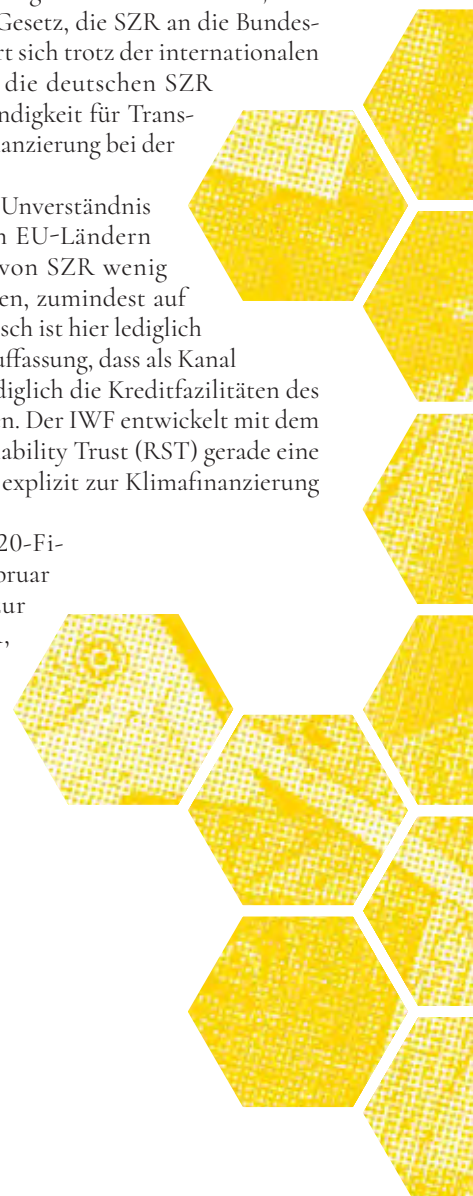 Gesetz, die SZR an die Bundes-
rt sich trotz der internationalen
die deutschen SZR
ndigkeit für Trans-
anzierung bei der
Unverständnis
n EU-Ländern
von SZR wenig
en, zumindest auf
sch ist hier lediglich
uffassung, dass als Kanal
diglich die Kreditfazilitäten des
en. Der IWF entwickelt mit dem
ability Trust (RST) gerade eine
explizit zur Klimafinanzierung
20-Fi-
bruar
zur